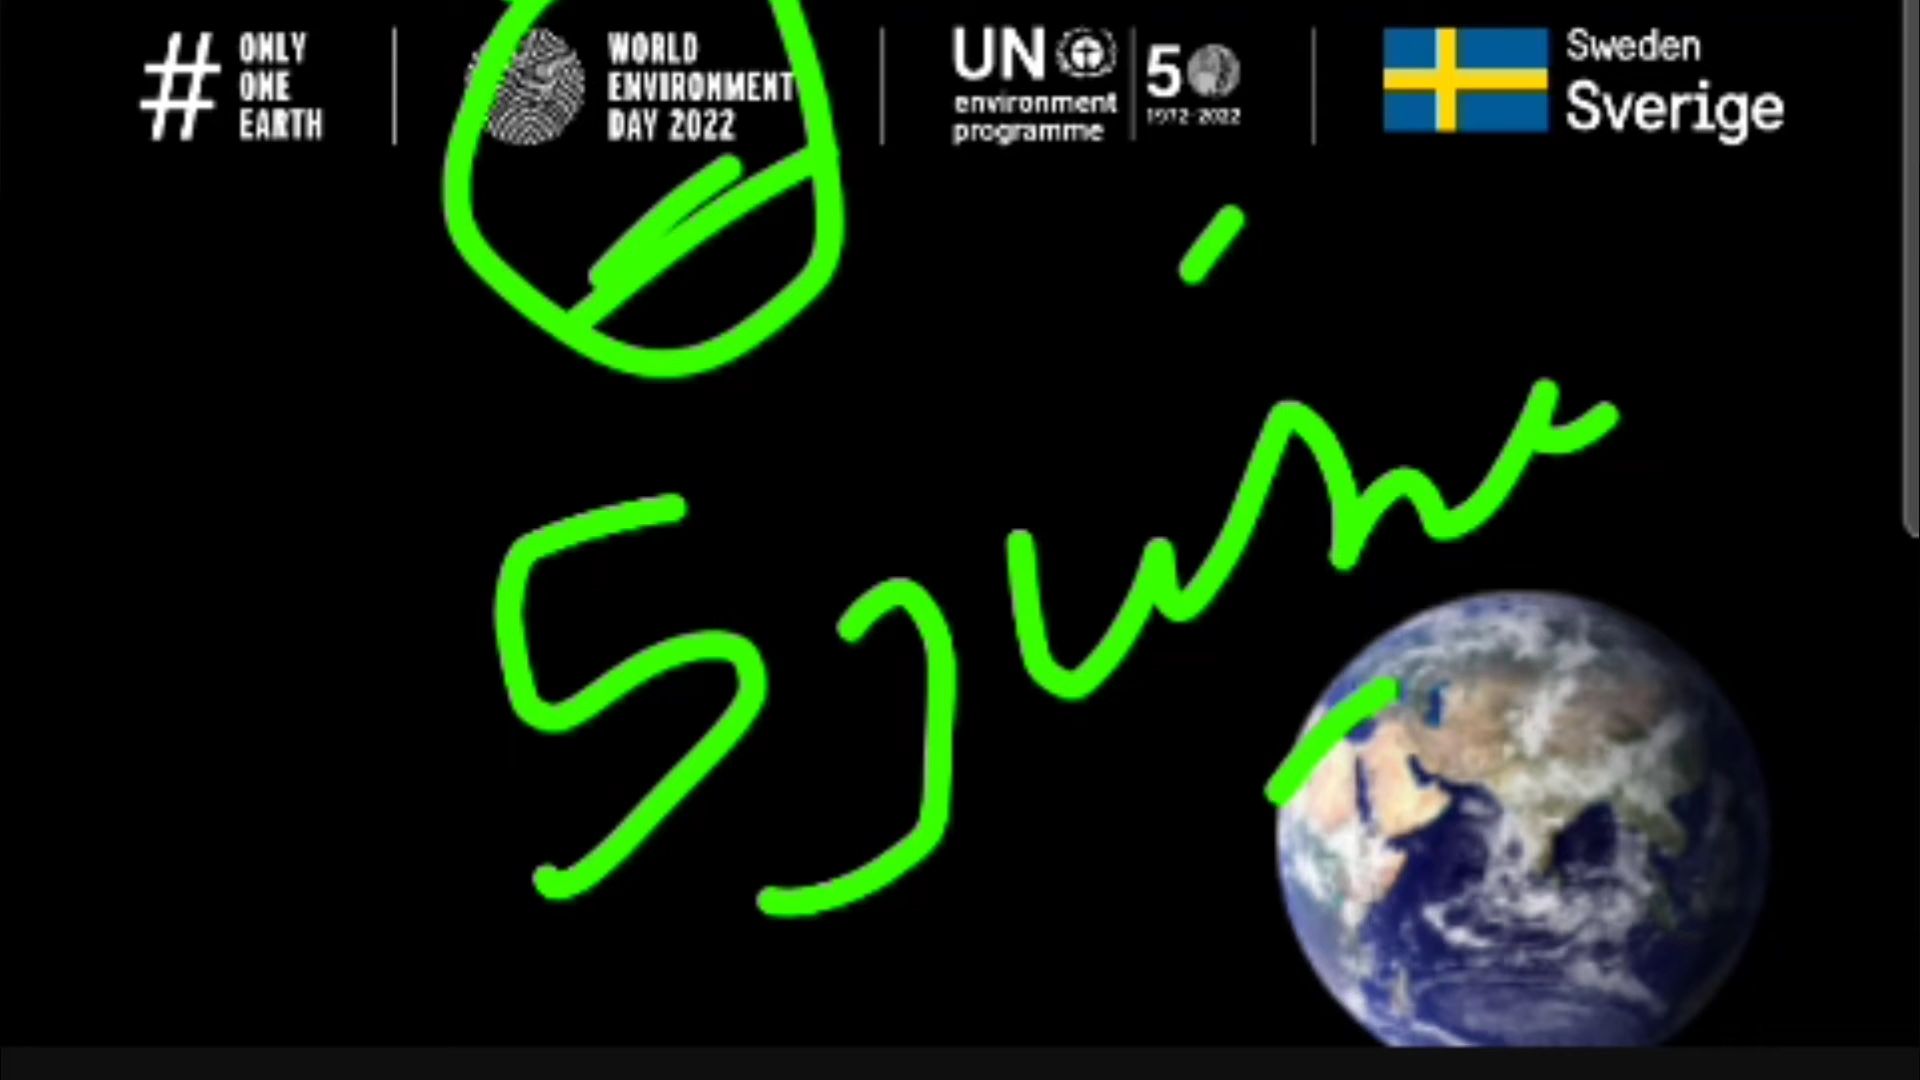 # ONLY ONE EARTH
WORLD ENVIRONMENT DAY 2022
UN environment programme
50
1972-2022
Sweden
Sverige
5 June